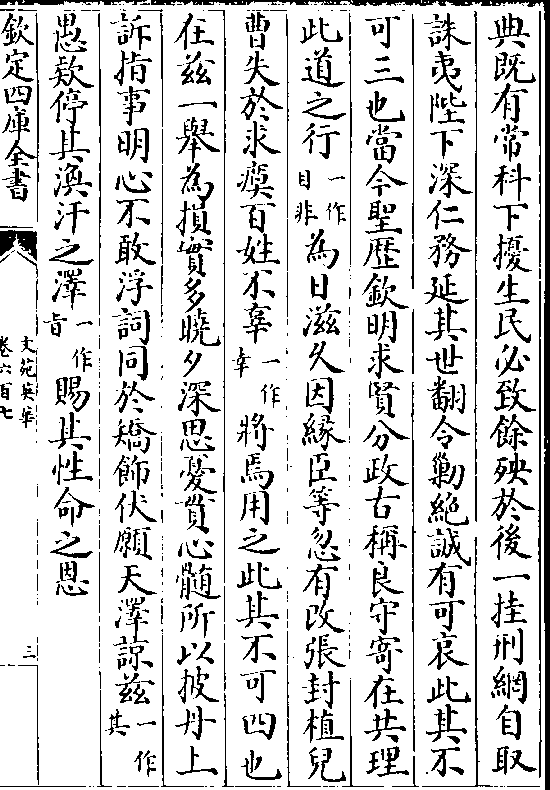 典既有常科下擾生民必致餘殃於後一挂刑網自取
誅夷陛下深仁務延其世翻令勦絶誠有可哀此其不
可三也當今聖歴欽明求賢分政古稱良守寄在共理
此道之行一作目非為日滋久因緣臣等忽有改張封植兒
曹失於求瘼百姓不辜一作幸將焉用之此其不可四也
在兹一舉為損實多曉夕深思憂貫心髓所以披丹上
訴指事明心不敢浮詞同於矯飾伏願天澤諒兹一作其
愚欵停其渙汗之澤一作旨賜其性命之恩
欽定四庫全書
文苑英華
卷六百七
三